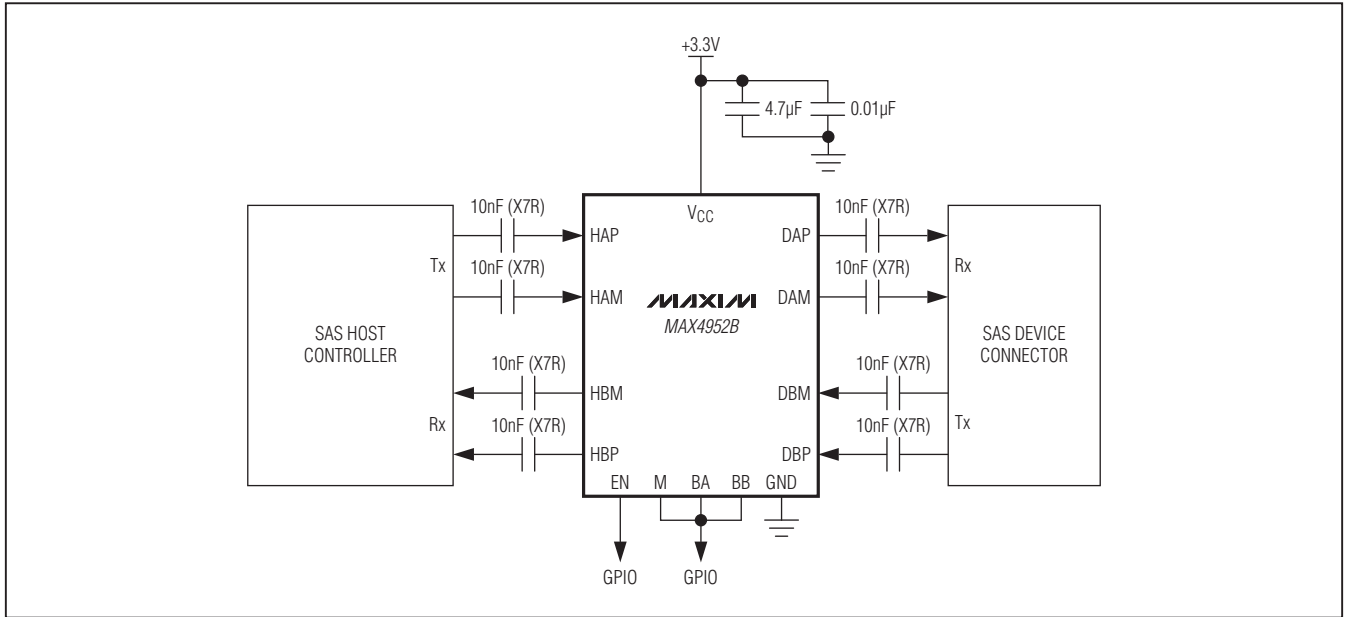 +3.3V
4.7µF
0.01µF
10nF (X7R)
VCC
10nF (X7R)
HAP
DAP
Tx
10nF (X7R)
10nF (X7R)
Rx
HAM
MAXIM
DAM
MAX4952B
SAS HOST
CONTROLLER
SAS DEVICE
CONNECTOR
10nF (X7R)
10nF (X7R)
HBM
DBM
Rx
10nF (X7R)
10nF (X7R)
Tx
HBP
DBP
EN
M
BA
BB
GND
GPIO
GPIO